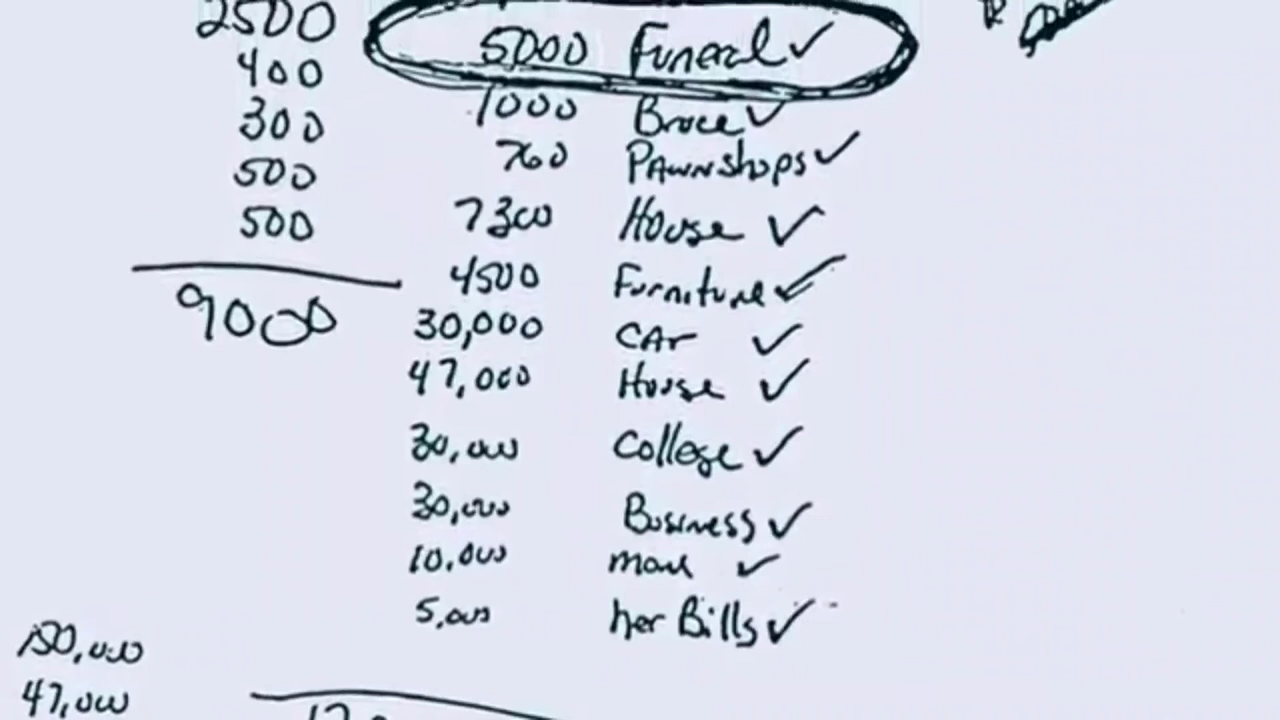 2500
400
300
500
500
9000
5000 Funeral ✓
1000 Bruce ✓
760 PAwnshops ✓
7300 House ✓
4500 Furniture ✓
30,000 CAr ✓
47,000 House ✓
30,000 College ✓
30,000 Business ✓
10,000 ✓
5,000 her Bills ✓
150,000
47,000